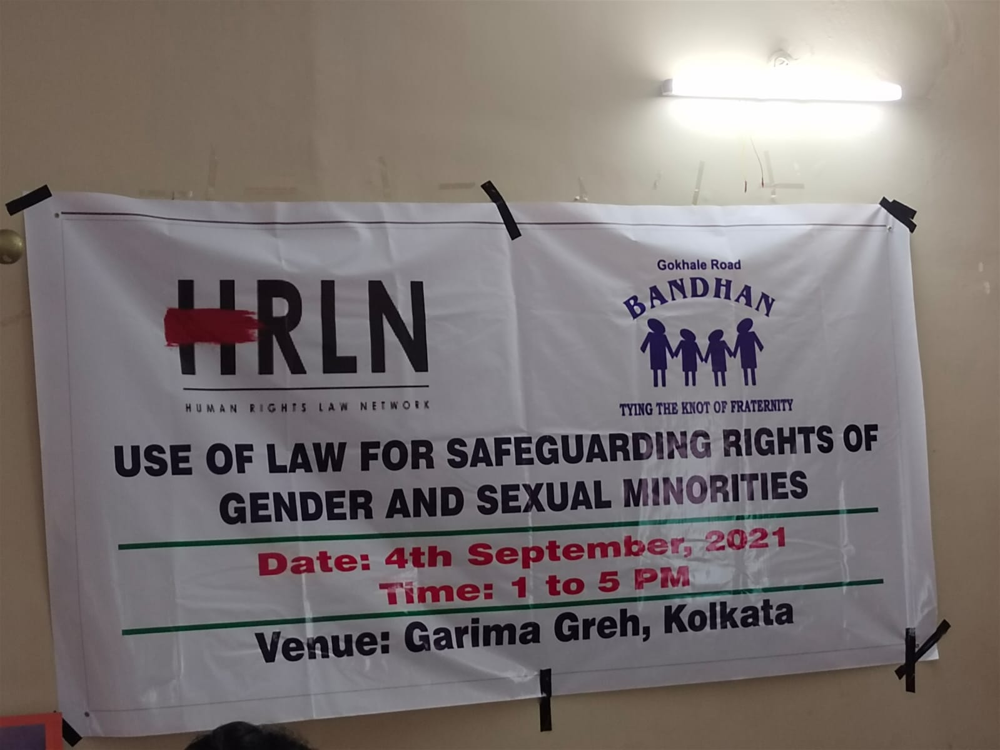 HRLN
HUMAN RIGHTS LAW NETWORK
Gokhale Road
BANDHAN
TYING THE KNOT OF FRATERNITY
USE OF LAW FOR SAFEGUARDING RIGHTS OF
GENDER AND SEXUAL MINORITIES
Date: 4th September, 2021
Time: 1 to 5 PM
Venue: Garima Greh, Kolkata